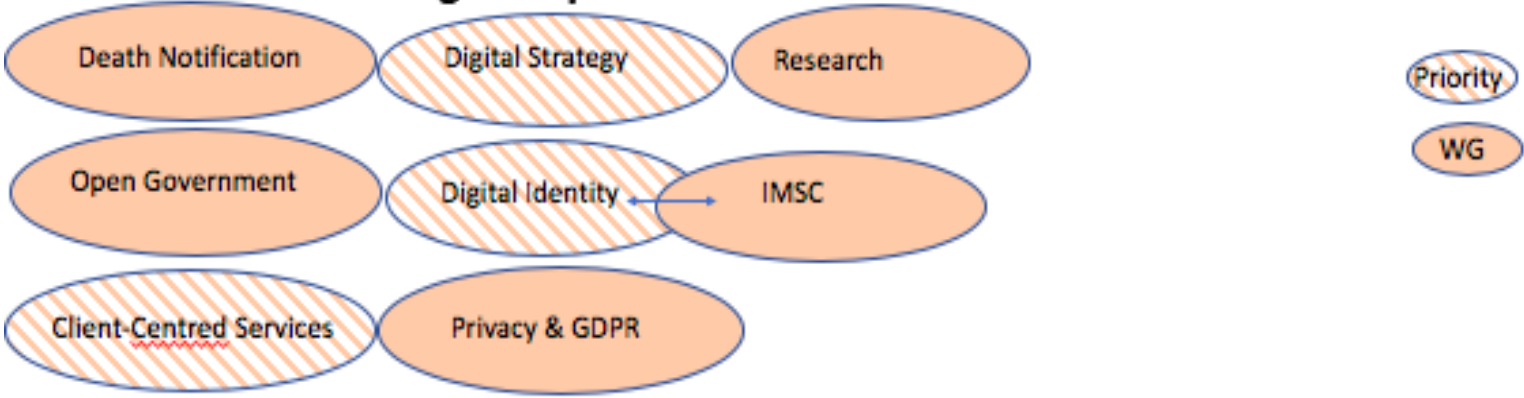 Death Notification
Digital Strategy
Research
Priority
WG
Open Government
Digital Identity
IMSC
Client-Centred Services
Privacy & GDPR